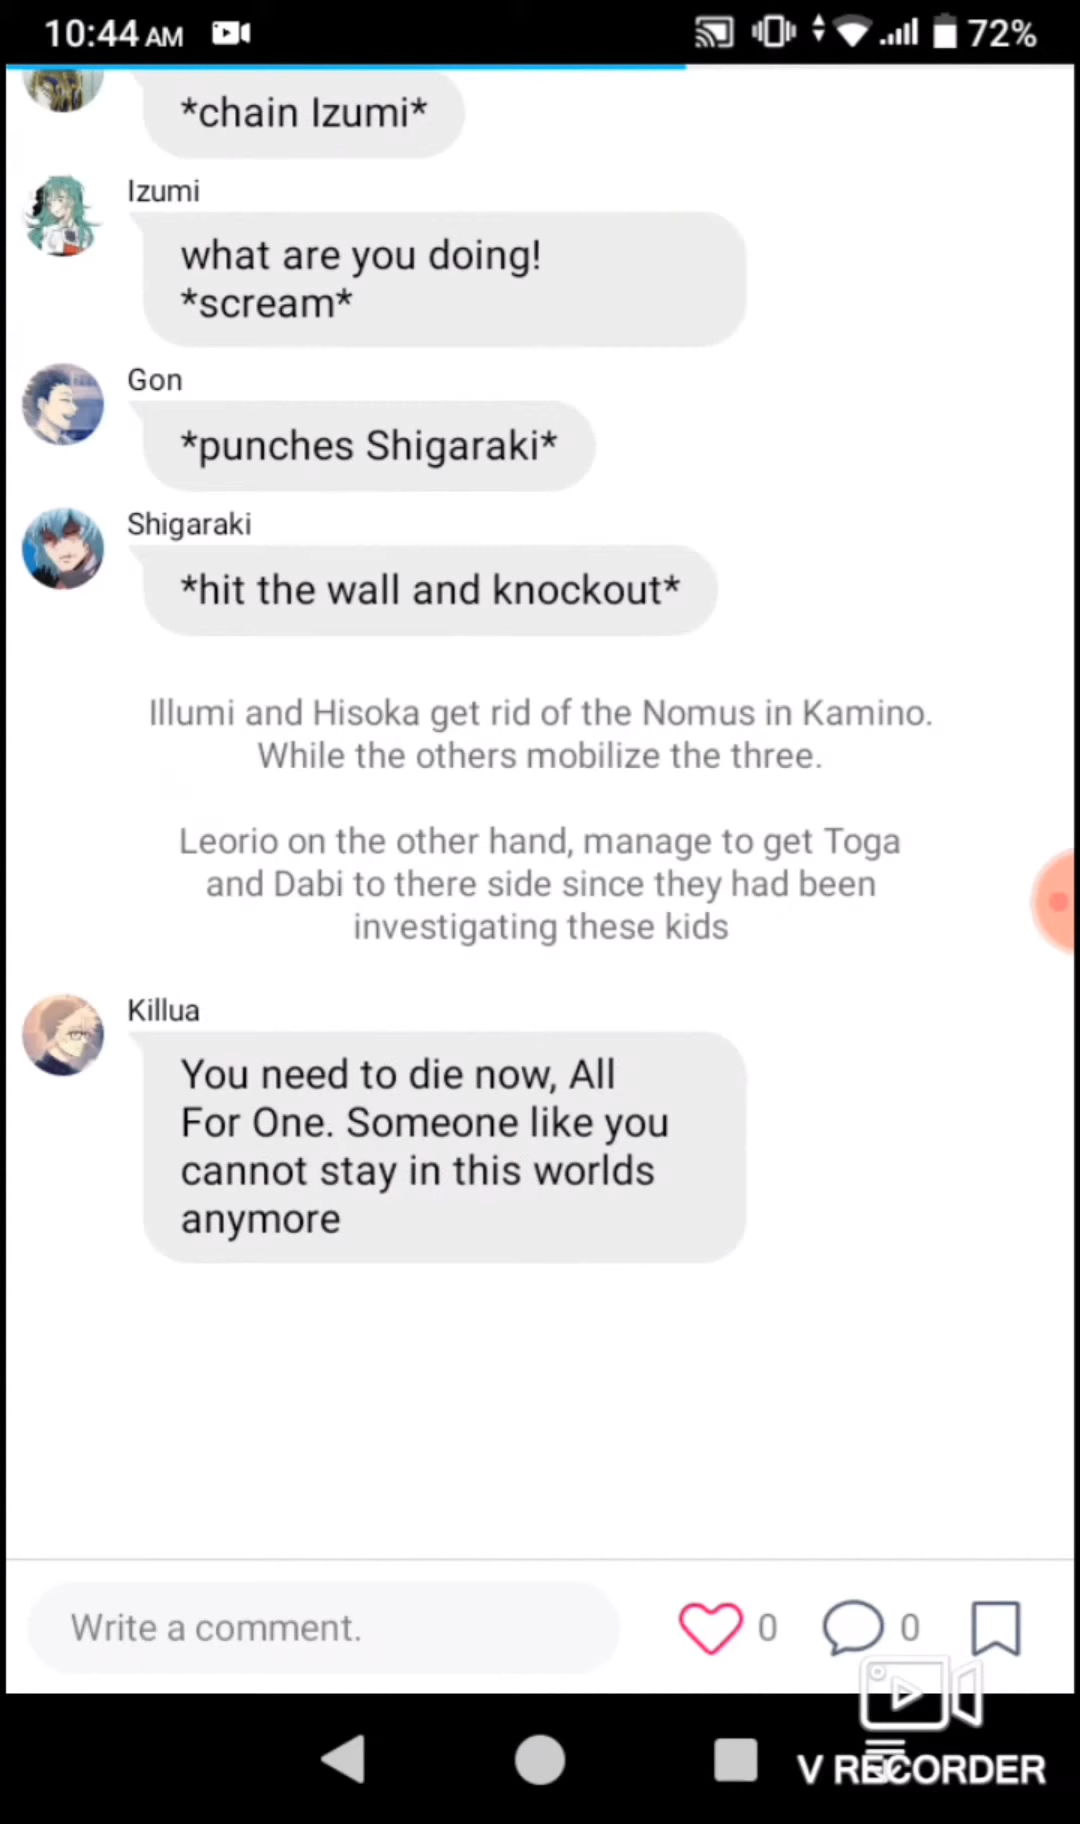 10:44 AM
72%
*chain Izumi*
Izumi
what are you doing!
*scream*
Gon
*punches Shigaraki*
Shigaraki
*hit the wall and knockout*
Illumi and Hisoka get rid of the Nomus in Kamino.
While the others mobilize the three.
Leorio on the other hand, manage to get Toga
and Dabi to there side since they had been
investigating these kids
Killua
You need to die now, All
For One. Someone like you
cannot stay in this worlds
anymore
Write a comment.
0
0
V RECORDER